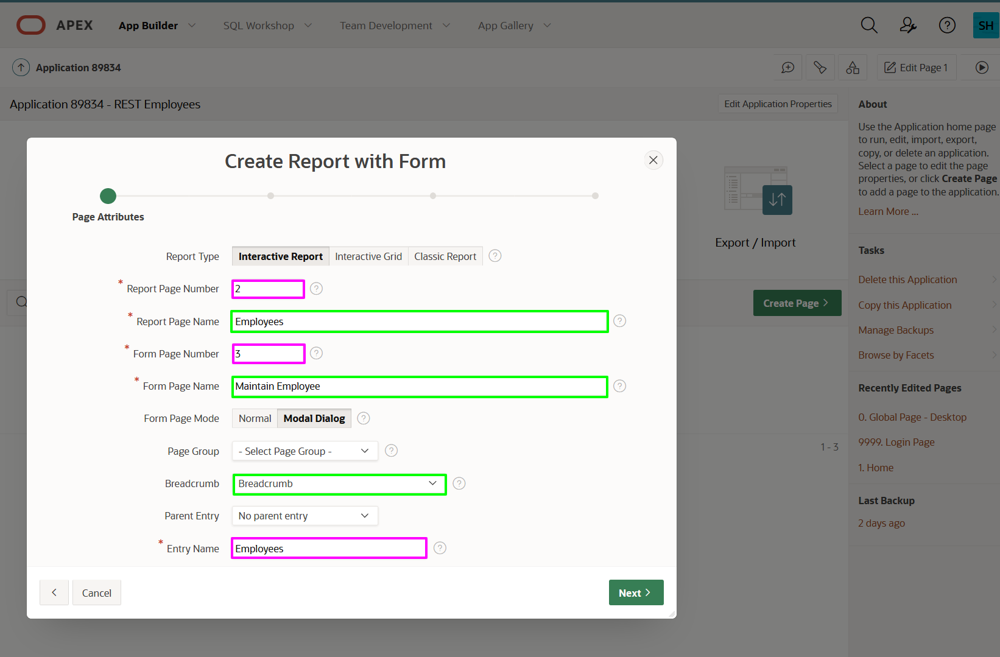 APEX App Builder SQL Workshop Team Development App Gallery SH
Application 89834 Edit Page 1
Application 89834 - REST Employees Edit Application Properties
About
Use the Application home page
to run, edit, import, export,
copy, or delete an application.
Select a page to edit the page
properties, or click Create Page
to add a page to the application.
Learn More ...
Export / Import
Create Page
Tasks
Delete this Application
Copy this Application
Manage Backups
Browse by Facets
Recently Edited Pages
0. Global Page - Desktop
9999. Login Page
1. Home
1 - 3
Last Backup
2 days ago
Create Report with Form
Page Attributes
Report Type Interactive Report Interactive Grid Classic Report ?
* Report Page Number 2 ?
* Report Page Name Employees ?
* Form Page Number 3 ?
* Form Page Name Maintain Employee ?
Form Page Mode Normal Modal Dialog ?
Page Group - Select Page Group - ?
Breadcrumb Breadcrumb ?
Parent Entry No parent entry
* Entry Name Employees ?
Cancel Next